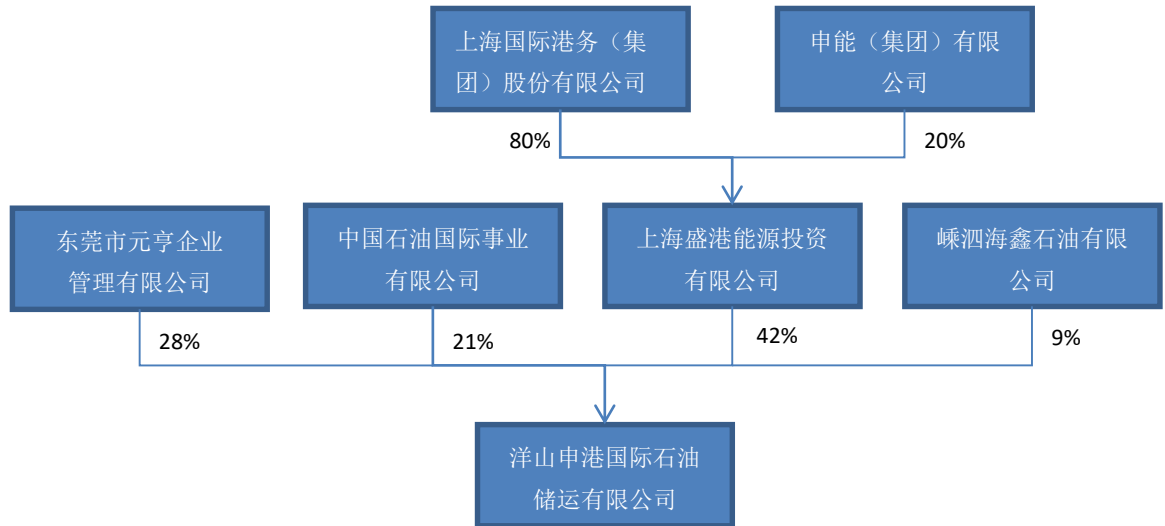 上海国际港务（集
团）股份有限公司
申能（集团）有限
公司
80%
20%
东莞市元亨企业
管理有限公司
中国石油国际事业
有限公司
上海盛港能源投资
有限公司
嵊泗海鑫石油有限
公司
28%
21%
42%
9%
洋山申港国际石油
储运有限公司